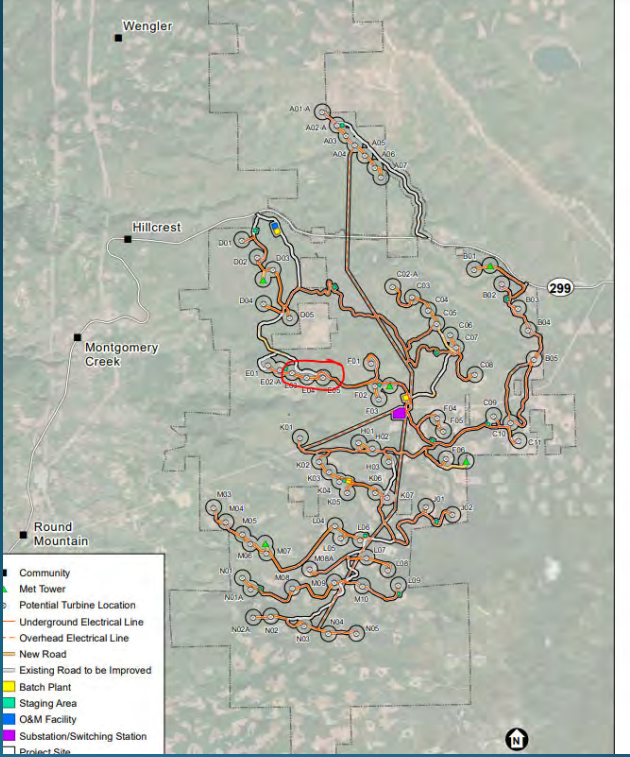 Wengler
A01-A
A02-A
A03
A05
A04
A06
A07
Hillcrest
D01
B01
D02
D03
C02-A
299
C03
B02
D04
C04
B03
D05
C05
B04
C06
Montgomery
Creek
C07
F01
B05
E01
C08
E02-A
E03
E04
E05
F02
F03
F04
C09
K01
H01
F05
H02
C10
C11
K02
H03
F06
K03
K06
K04
K07
M03
K05
J01
M04
J02
L04
M05
L06
Round
Mountain
L05
M06
M07
M08A
L07
L08
N01
M08
M09
L09
N01A
M10
N02A
N02
N04
N03
N05
Community
Met Tower
Potential Turbine Location
Underground Electrical Line
Overhead Electrical Line
New Road
Existing Road to be Improved
Batch Plant
Staging Area
O&M Facility
Substation/Switching Station
Project Site
N